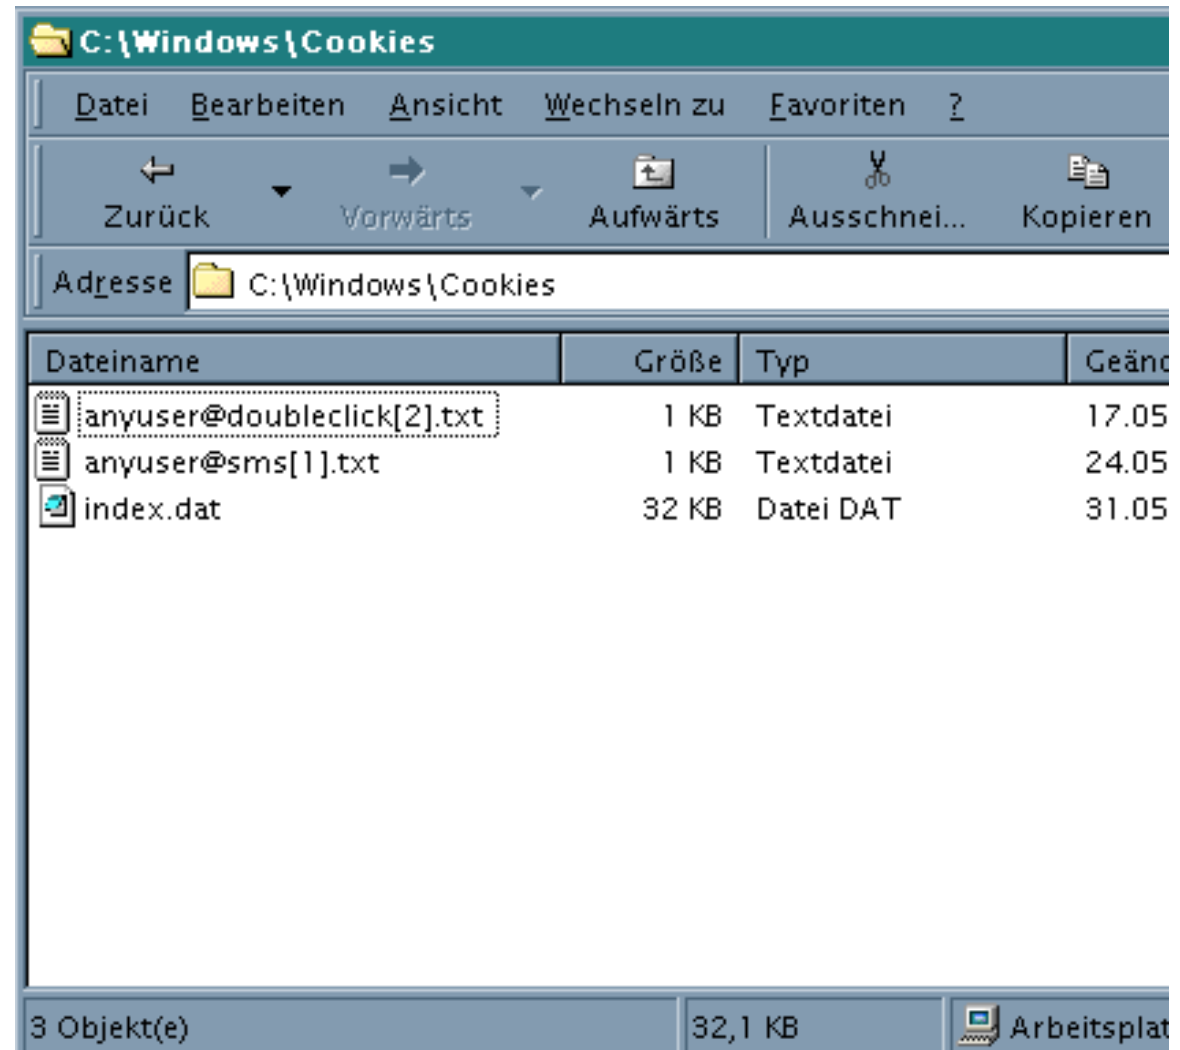 C:\Windows\Cookies
Datei Bearbeiten Ansicht Wechseln zu Favoriten ?
Zurück Vorwärts Aufwärts Ausschnei... Kopieren
Adresse C:\Windows\Cookies
Dateiname Größe Typ Geänd
anyuser@doubleclick[2].txt 1 KB Textdatei 17.05
anyuser@sms[1].txt 1 KB Textdatei 24.05
index.dat 32 KB Datei DAT 31.05
3 Objekt(e) 32,1 KB Arbeitsplat